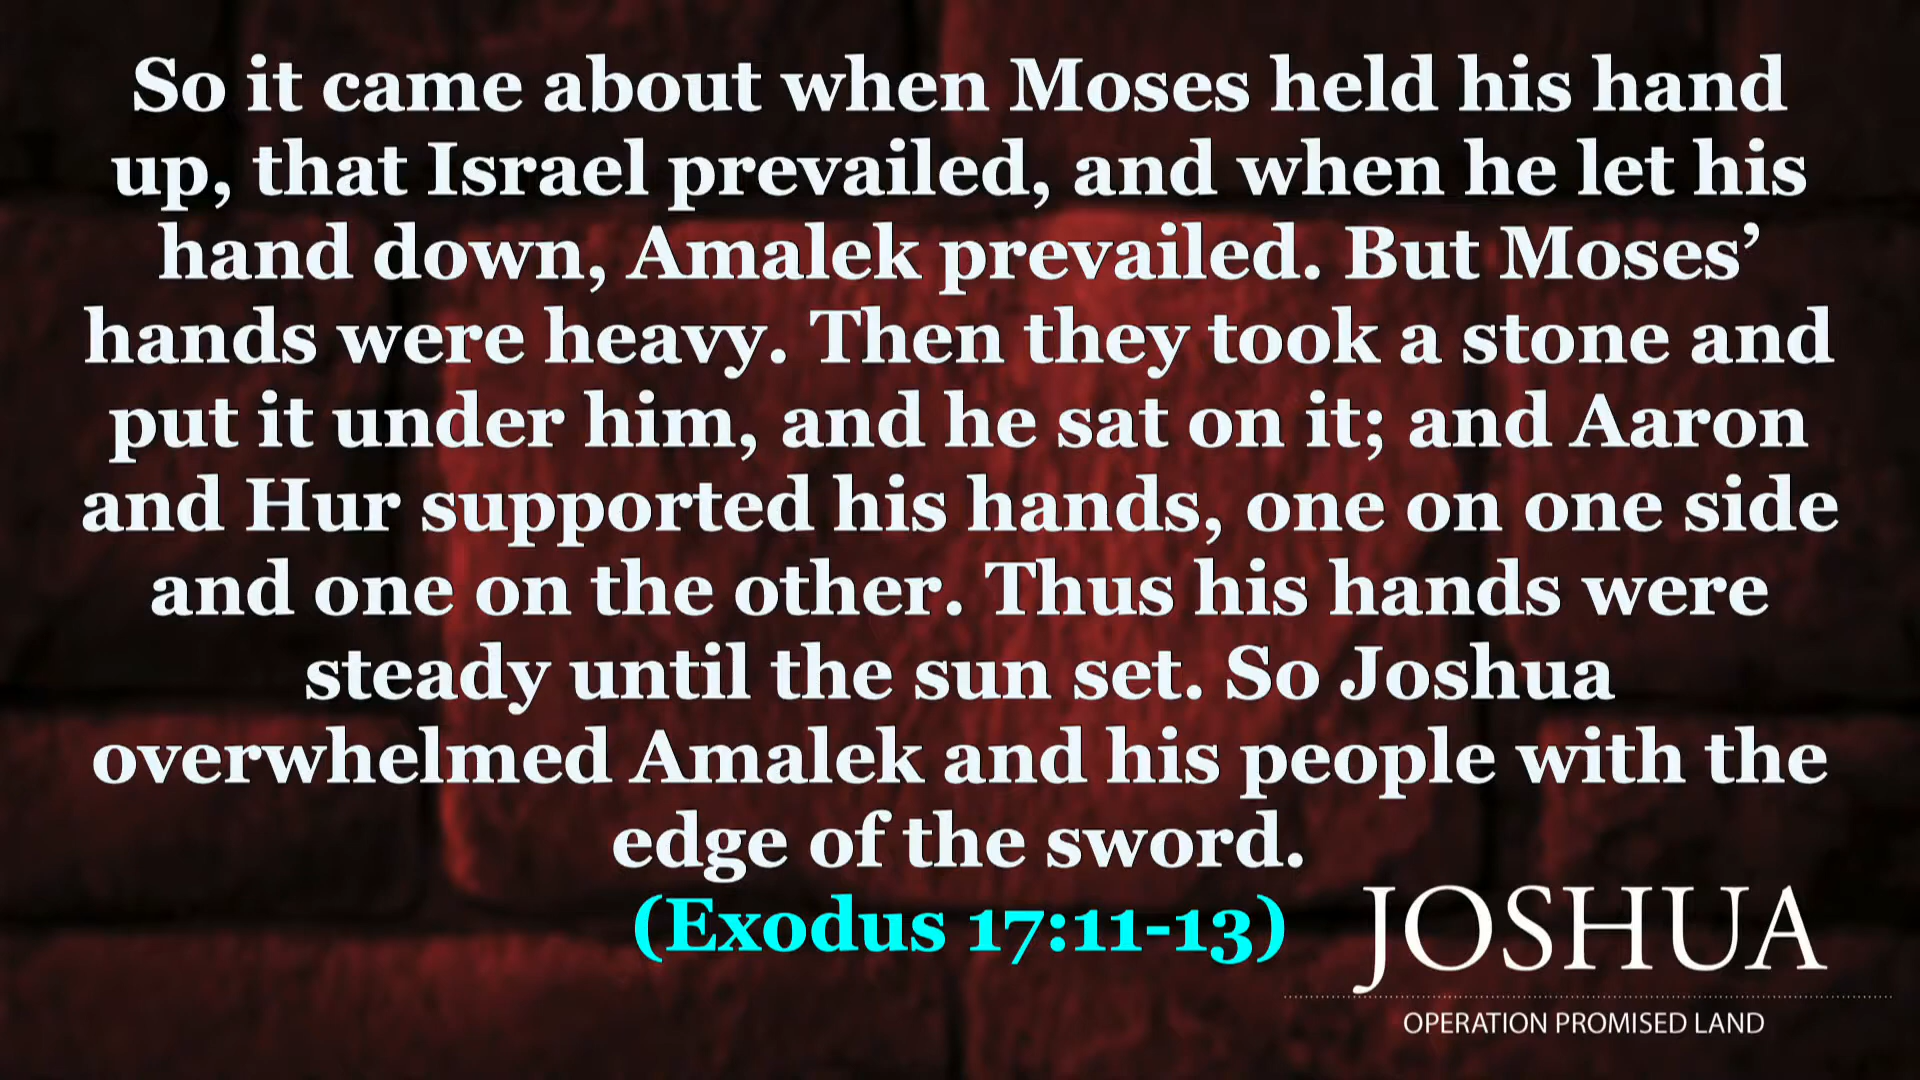 So it came about when Moses held his hand
up, that Israel prevailed, and when he let his
hand down, Amalek prevailed. But Moses’
hands were heavy. Then they took a stone and
put it under him, and he sat on it; and Aaron
and Hur supported his hands, one on one side
and one on the other. Thus his hands were
steady until the sun set. So Joshua
overwhelmed Amalek and his people with the
edge of the sword.
(Exodus 17:11-13)
JOSHUA
OPERATION PROMISED LAND